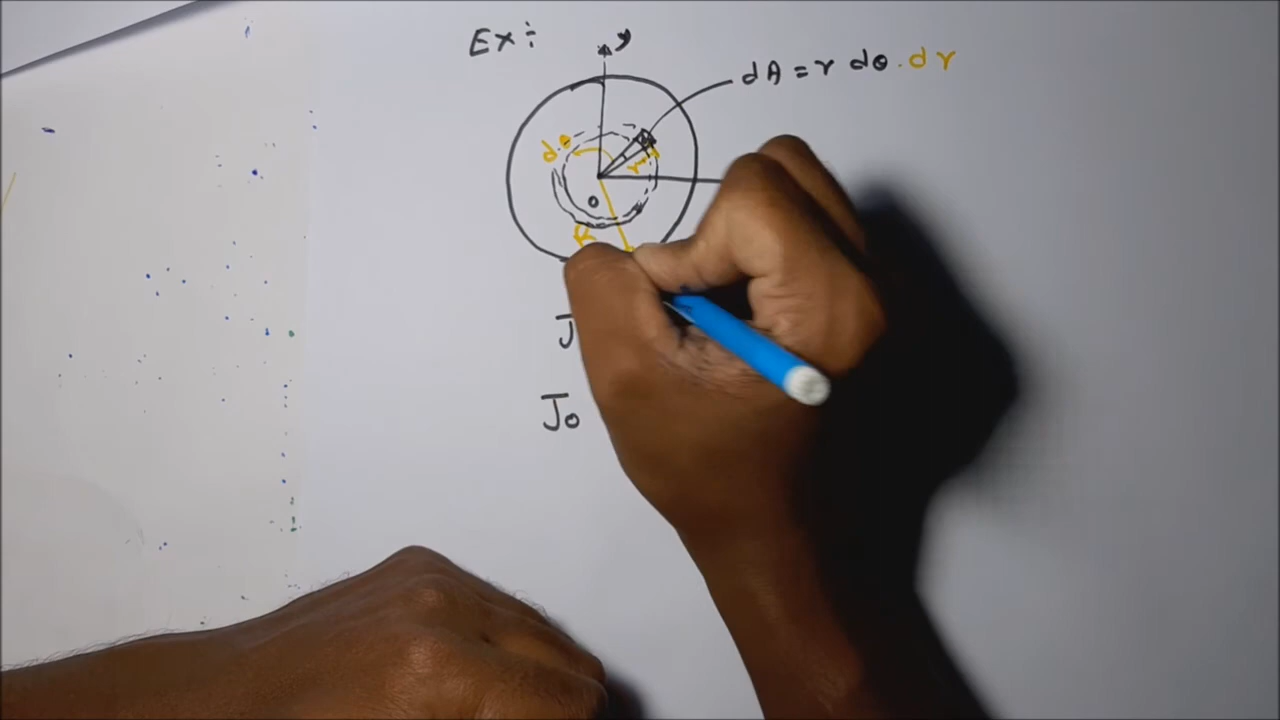 Ex÷
y
dA = r dθ . dr
dθ
r
o
R
J
Jo